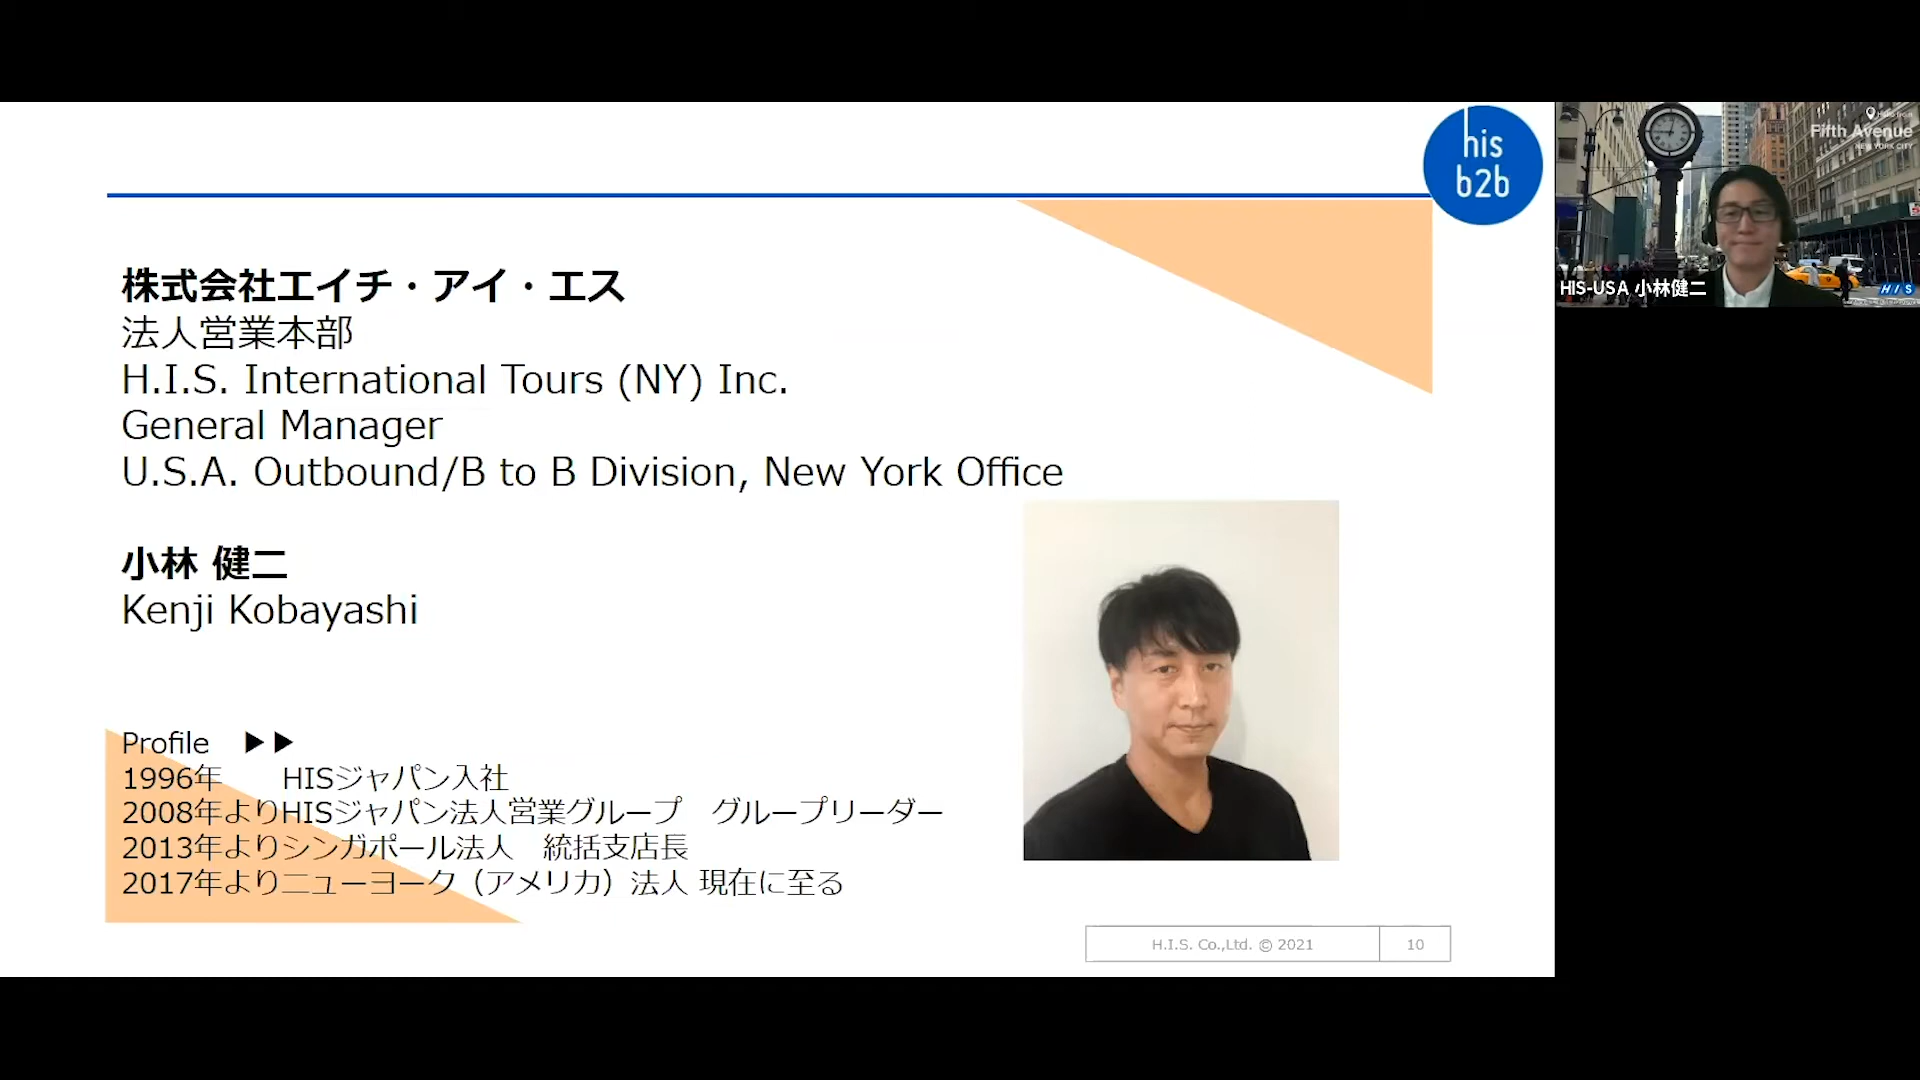 his
b2b
株式会社エイチ・アイ・エス
法人営業本部
H.I.S. International Tours (NY) Inc.
General Manager
U.S.A. Outbound/B to B Division, New York Office
小林 健二
Kenji Kobayashi
Profile ▶▶
1996年　　HISジャパン入社
2008年よりHISジャパン法人営業グループ　グループリーダー
2013年よりシンガポール法人　統括支店長
2017年よりニューヨーク（アメリカ）法人 現在に至る
H.I.S. Co.,Ltd. © 2021
10
Fifth Avenue
NEW YORK CITY
HIS-USA 小林健二
HIS